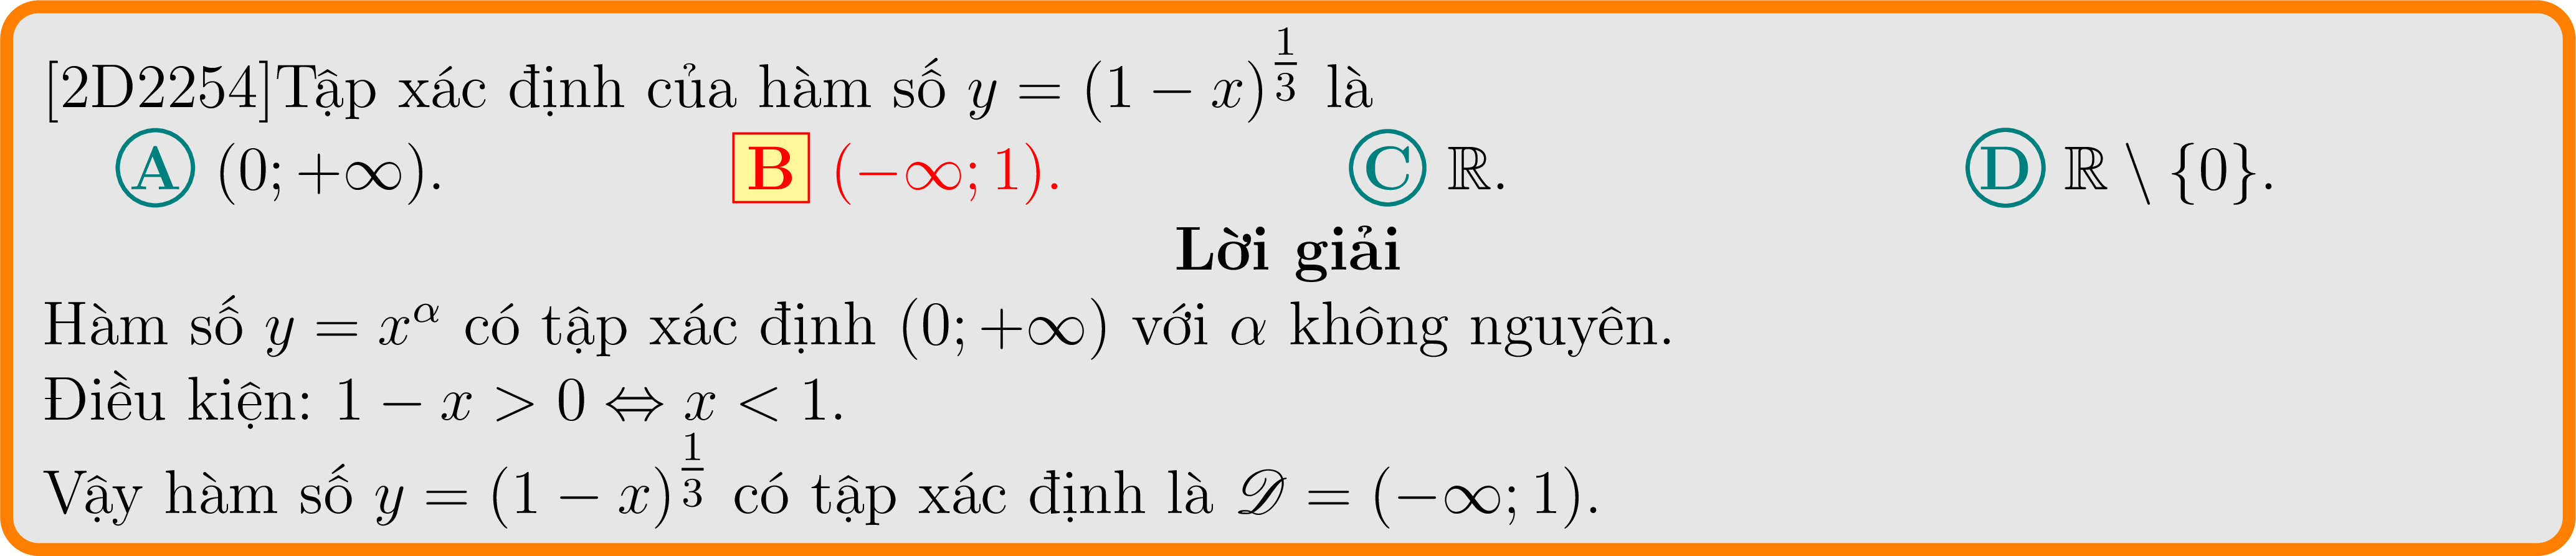 [2D2254]Tập xác định của hàm số $y = (1 - x)^{\frac{1}{3}}$ là
A $(0; +\infty)$. B $(-\infty; 1)$. C $\mathbb{R}$. D $\mathbb{R} \setminus \{0\}$.
Lời giải
Hàm số $y = x^{\alpha}$ có tập xác định $(0; +\infty)$ với $\alpha$ không nguyên.
Điều kiện: $1 - x > 0 \Leftrightarrow x < 1$.
Vậy hàm số $y = (1 - x)^{\frac{1}{3}}$ có tập xác định là $\mathscr{D} = (-\infty; 1)$.